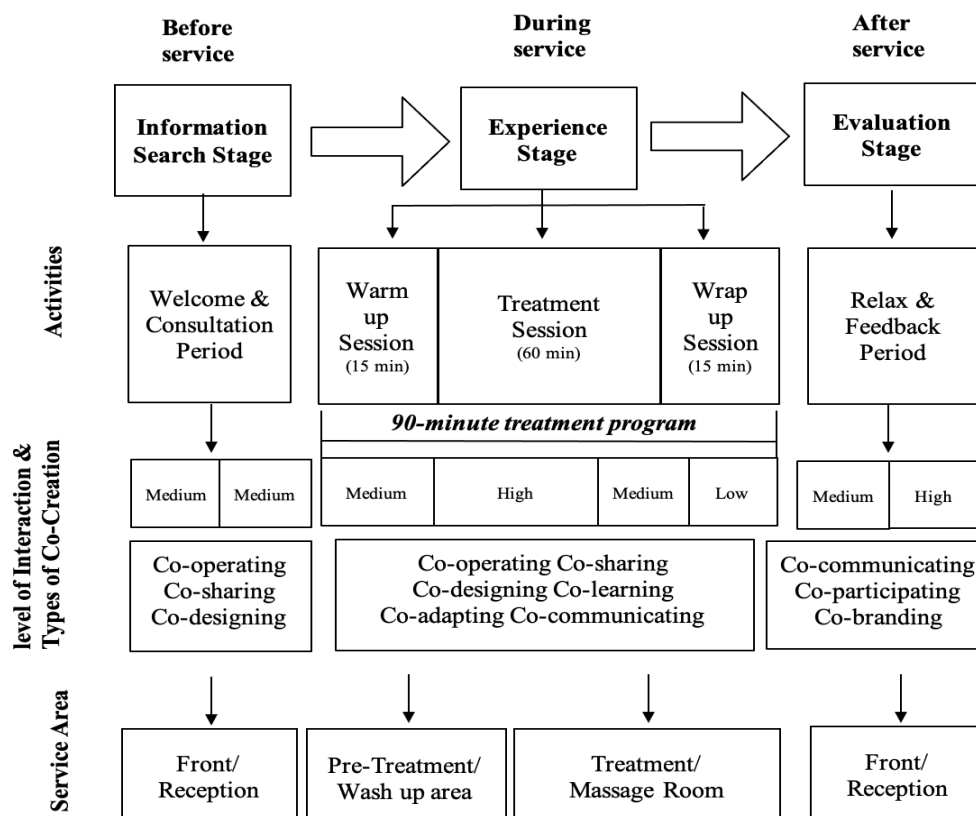 Before
service
During
service
After
service
Information
Search Stage
Experience
Stage
Evaluation
Stage
Activities
Welcome &
Consultation
Period
Warm
up
Session
(15 min)
Treatment
Session
(60 min)
Wrap
up
Session
(15 min)
Relax &
Feedback
Period
90-minute treatment program
level of Interaction &
Types of Co-Creation
Medium
Medium
Medium
High
Medium
Low
Medium
High
Co-operating
Co-sharing
Co-designing
Co-operating Co-sharing
Co-designing Co-learning
Co-adapting Co-communicating
Co-communicating
Co-participating
Co-branding
Service Area
Front/
Reception
Pre-Treatment/
Wash up area
Treatment/
Massage Room
Front/
Reception